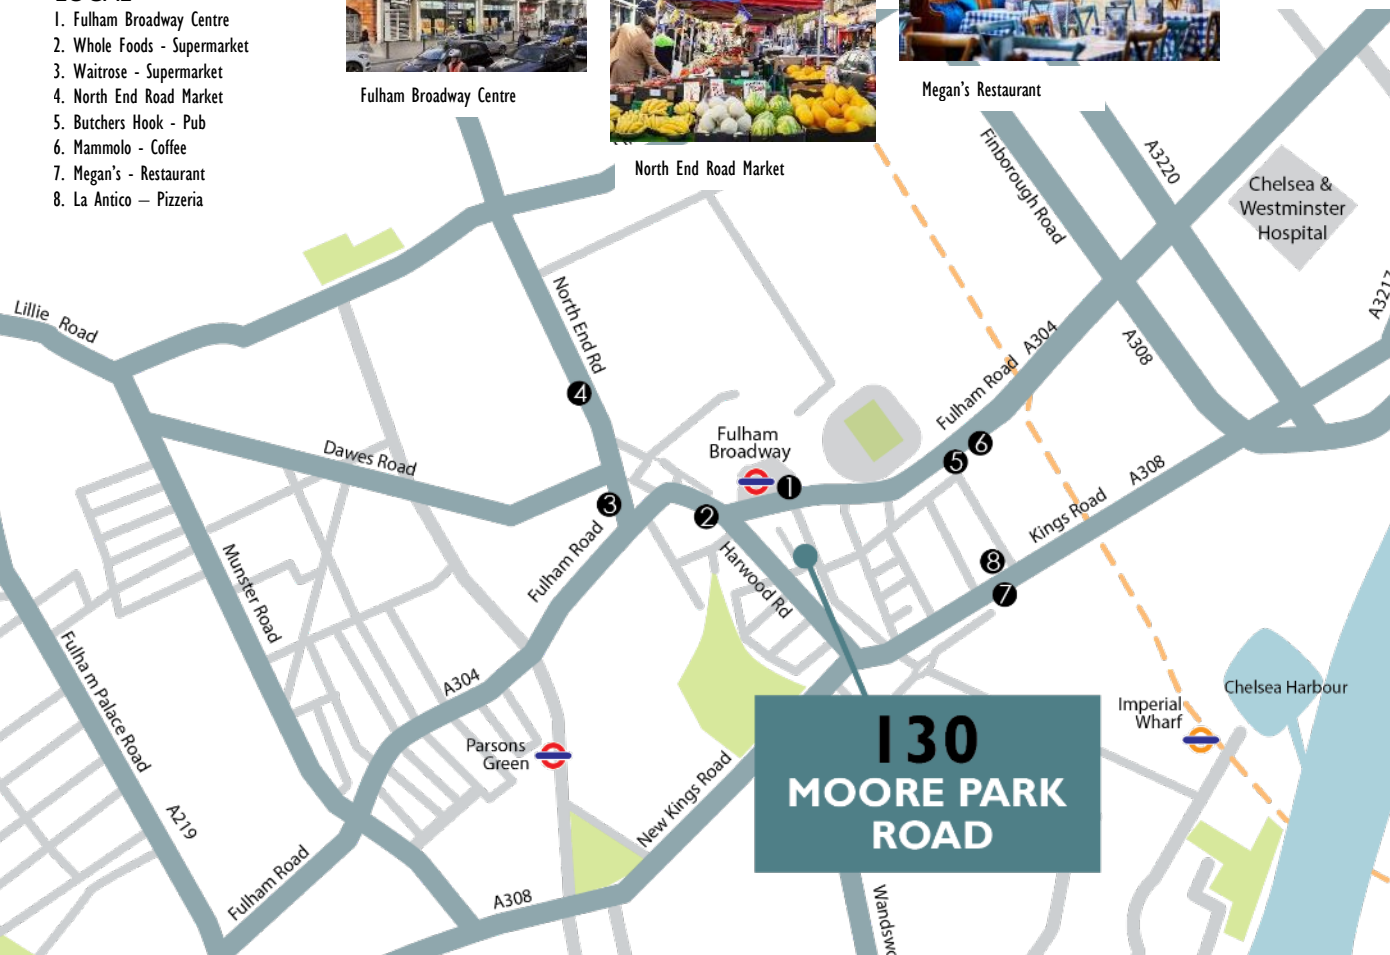 1. Fulham Broadway Centre
2. Whole Foods - Supermarket
3. Waitrose - Supermarket
4. North End Road Market
5. Butchers Hook - Pub
6. Mammolo - Coffee
7. Megan's - Restaurant
8. La Antico – Pizzeria
Fulham Broadway Centre
North End Road Market
Megan's Restaurant
Finborough Road
A3220
Chelsea &
Westminster
Hospital
A3217
Lillie Road
North End Rd
A304
A308
Fulham Road
4
Fulham
Broadway
Dawes Road
6
5
A308
1
3
2
Kings Road
Fulham Road
Harwood Rd
8
7
Munster Road
Fulha m Palace Road
A304
Chelsea Harbour
Imperial
Wharf
Parsons
Green
130
MOORE PARK
ROAD
New Kings Road
A219
Fulham Road
A308